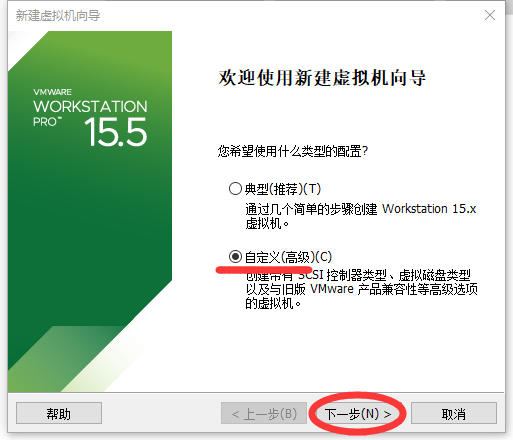 新建虚拟机向导
VMWARE
WORKSTATION
PRO™ 15.5
欢迎使用新建虚拟机向导
您希望使用什么类型的配置?
典型(推荐)(T)
通过几个简单的步骤创建 Workstation 15.x
虚拟机。
自定义(高级)(C)
创建带有 SCSI 控制器类型、虚拟磁盘类型
以及与旧版 VMware 产品兼容性等高级选项
的虚拟机。
帮助
< 上一步(B)
下一步(N) >
取消